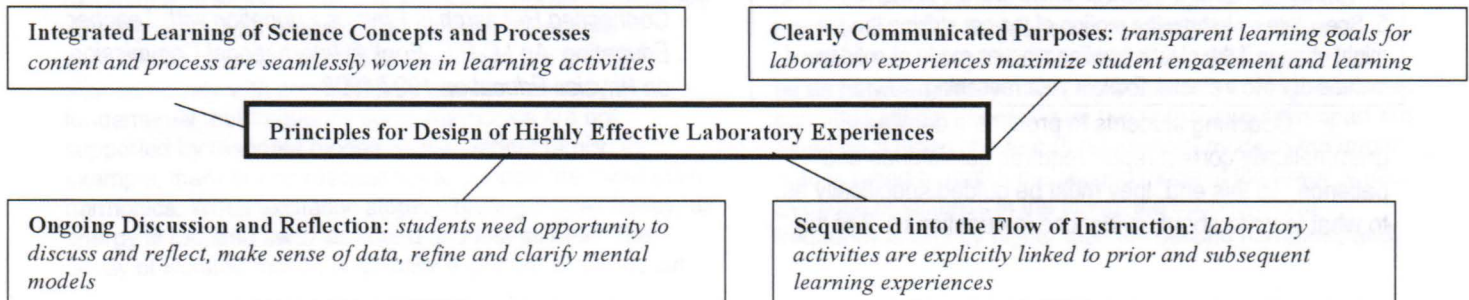 Integrated Learning of Science Concepts and Processes
content and process are seamlessly woven in learning activities
Clearly Communicated Purposes: transparent learning goals for
laboratory experiences maximize student engagement and learning
Principles for Design of Highly Effective Laboratory Experiences
Ongoing Discussion and Reflection: students need opportunity to
discuss and reflect, make sense of data, refine and clarify mental
models
Sequenced into the Flow of Instruction: laboratory
activities are explicitly linked to prior and subsequent
learning experiences